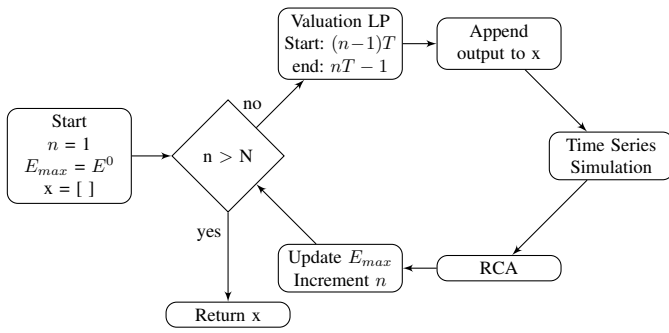 Start
n = 1
E_max = E^0
x = [ ]
n > N
no
yes
Valuation LP
Start: (n−1)T
end: nT − 1
Append
output to x
Time Series
Simulation
RCA
Update E_max
Increment n
Return x